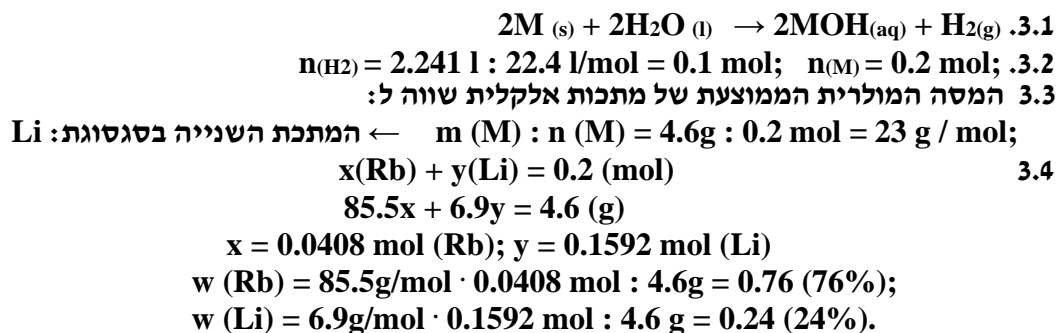 3.1. 2M (s) + 2H2O (l) → 2MOH(aq) + H2(g)
3.2. n(H2) = 2.241 l : 22.4 l/mol = 0.1 mol; n(M) = 0.2 mol;
3.3 המסה המולרית הממוצעת של מתכות אלקלית שווה ל:
m (M) : n (M) = 4.6g : 0.2 mol = 23 g / mol; ← המתכת השנייה בסגסוגת: Li
3.4 x(Rb) + y(Li) = 0.2 (mol)
85.5x + 6.9y = 4.6 (g)
x = 0.0408 mol (Rb); y = 0.1592 mol (Li)
w (Rb) = 85.5g/mol · 0.0408 mol : 4.6g = 0.76 (76%);
w (Li) = 6.9g/mol · 0.1592 mol : 4.6 g = 0.24 (24%).